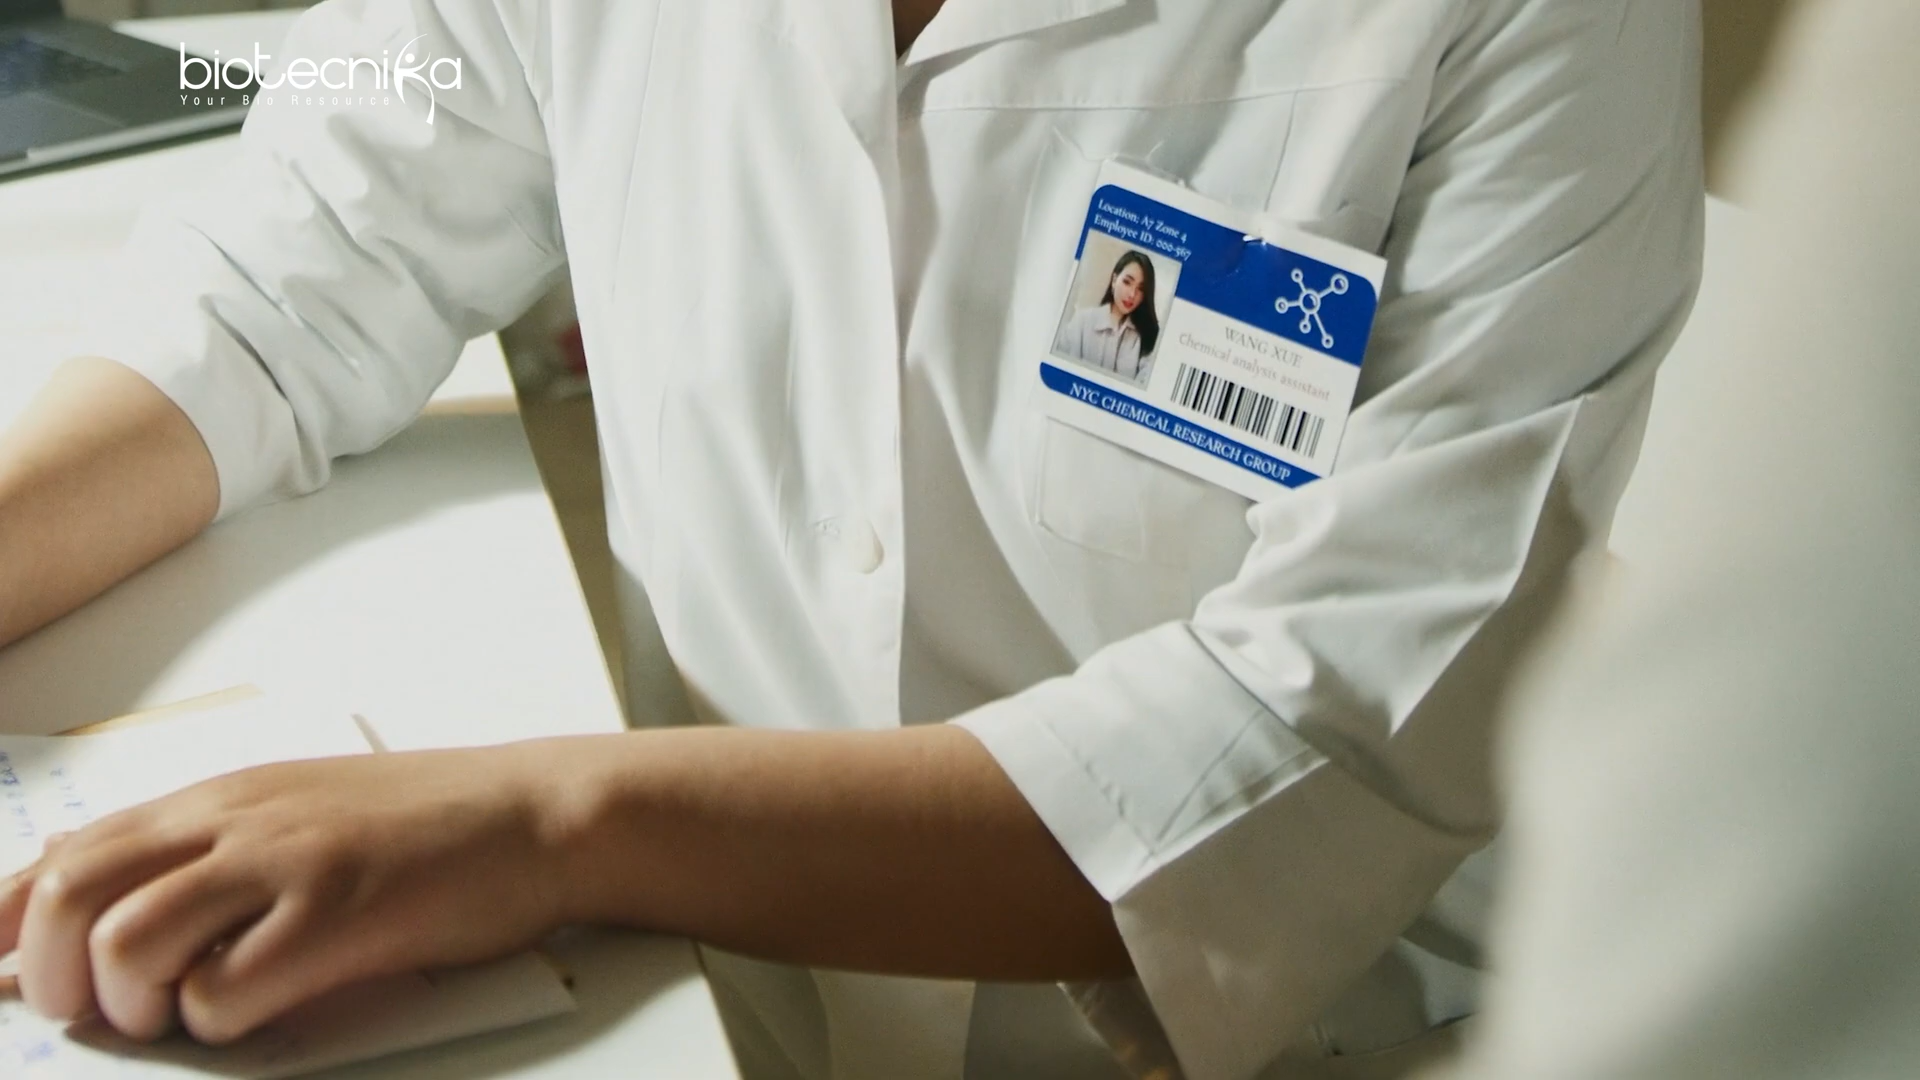 biotecnika
Your Bio Resource
Location: A7 Zone 4
Employee ID: 000-567
WANG XUE
Chemical analysis assistant
NYC CHEMICAL RESEARCH GROUP